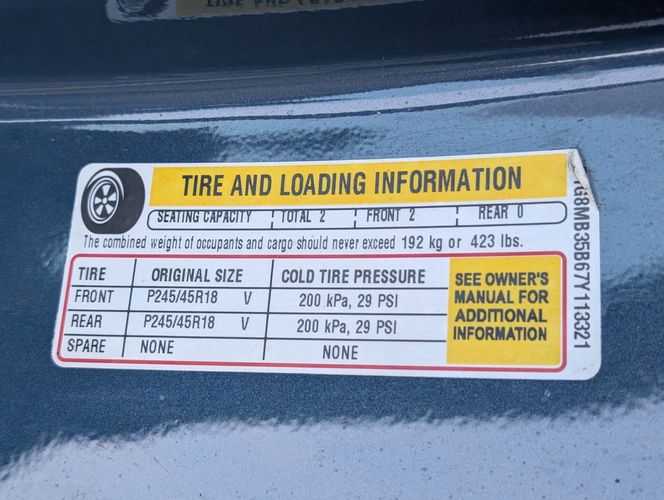 TIRE AND LOADING INFORMATION
SEATING CAPACITY TOTAL 2 FRONT 2 REAR 0
The combined weight of occupants and cargo should never exceed 192 kg or 423 lbs.
TIRE ORIGINAL SIZE COLD TIRE PRESSURE
FRONT P245/45R18 V 200 kPa, 29 PSI
REAR P245/45R18 V 200 kPa, 29 PSI
SPARE NONE NONE
SEE OWNER'S
MANUAL FOR
ADDITIONAL
INFORMATION
1G8MB35B67Y113321